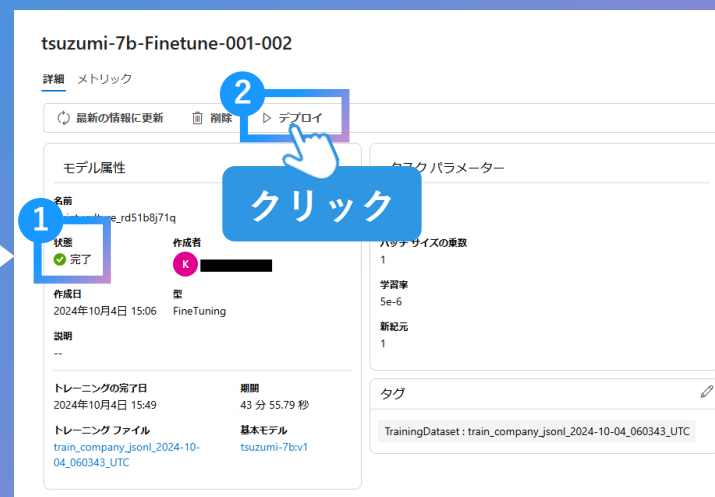 tsuzumi-7b-Finetune-001-002
詳細 メトリック
2
最新の情報に更新 削除 デプロイ
モデル属性
パラメーター
クリック
名前
_rd51b8j71q
1
状態 作成者
バッチ サイズの乗数
完了 K
1
作成日 型
学習率
2024年10月4日 15:06 FineTuning
5e-6
説明
新紀元
--
1
トレーニングの完了日 期間
タグ
2024年10月4日 15:49 43 分 55.79 秒
トレーニング ファイル 基本モデル
TrainingDataset : train_company_jsonl_2024-10-04_060343_UTC
train_company_jsonl_2024-10- tsuzumi-7b:v1
04_060343_UTC